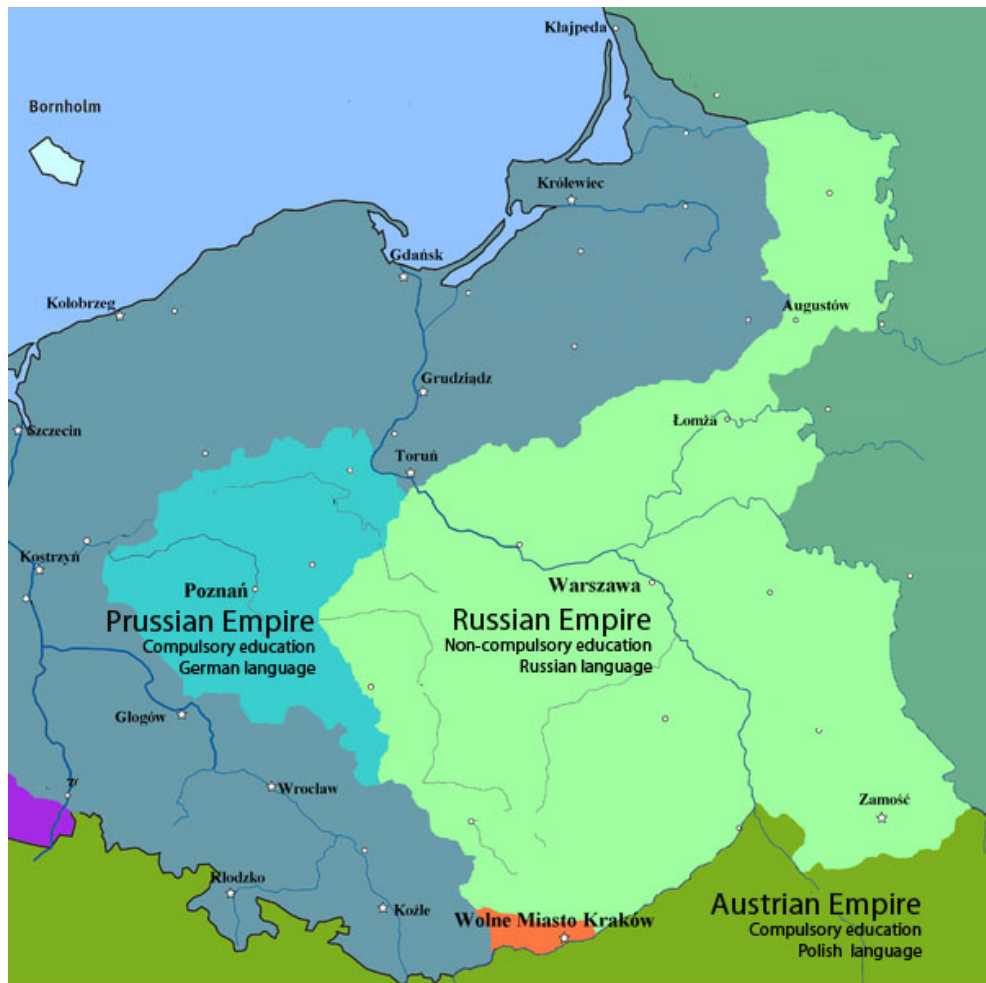 Kłajpeda
Bornholm
Królewiec
Gdańsk
Kołobrzeg
Augustów
Grudziądz
Szczecin
Łomża
Toruń
Kostrzyń
Poznań
Warszawa
Prussian Empire
Compulsory education
German language
Russian Empire
Non-compulsory education
Russian language
Głogów
Wrocław
Zamość
Kłodzko
Koźle
Wolne Miasto Kraków
Austrian Empire
Compulsory education
Polish language